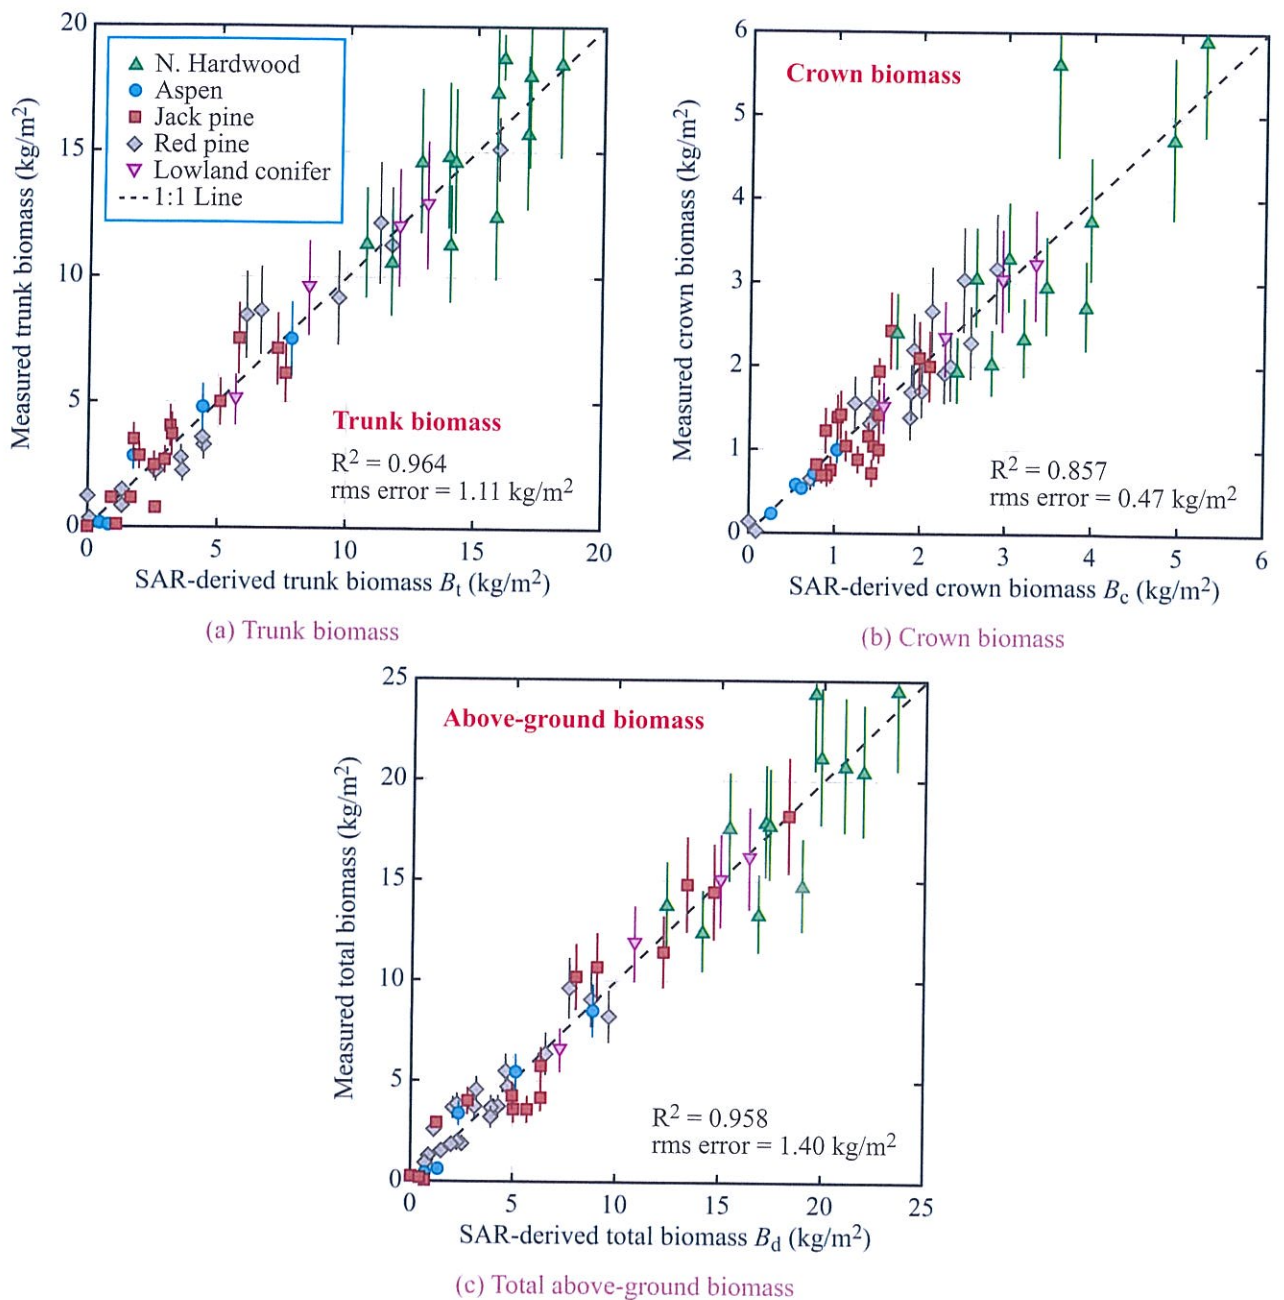 20
15
10
5
0
Measured trunk biomass (kg/m²)
N. Hardwood
Aspen
Jack pine
Red pine
Lowland conifer
1:1 Line
Trunk biomass
R² = 0.964
rms error = 1.11 kg/m²
0 5 10 15 20
SAR-derived trunk biomass Bt (kg/m²)
(a) Trunk biomass
6
5
4
3
2
1
0
Measured crown biomass (kg/m²)
Crown biomass
R² = 0.857
rms error = 0.47 kg/m²
0 1 2 3 4 5 6
SAR-derived crown biomass Bc (kg/m²)
(b) Crown biomass
25
20
15
10
5
0
Measured total biomass (kg/m²)
Above-ground biomass
R² = 0.958
rms error = 1.40 kg/m²
0 5 10 15 20 25
SAR-derived total biomass Bd (kg/m²)
(c) Total above-ground biomass